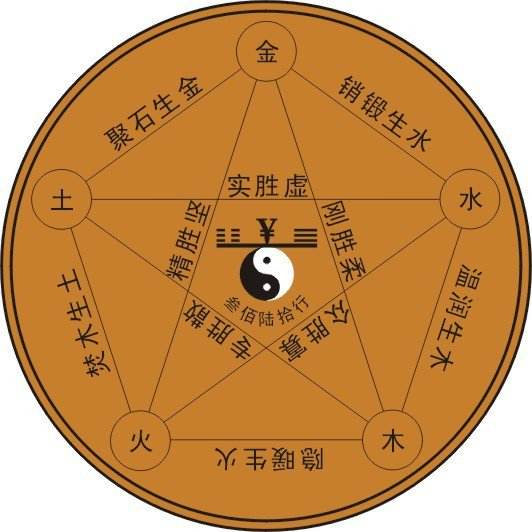 金
销锻生水
水
温润生木
木
隐暖生火
火
焚木生土
土
聚石生金
实胜虚
刚胜柔
众胜寡
专胜散
精胜坚
¥
叁佰陆拾行